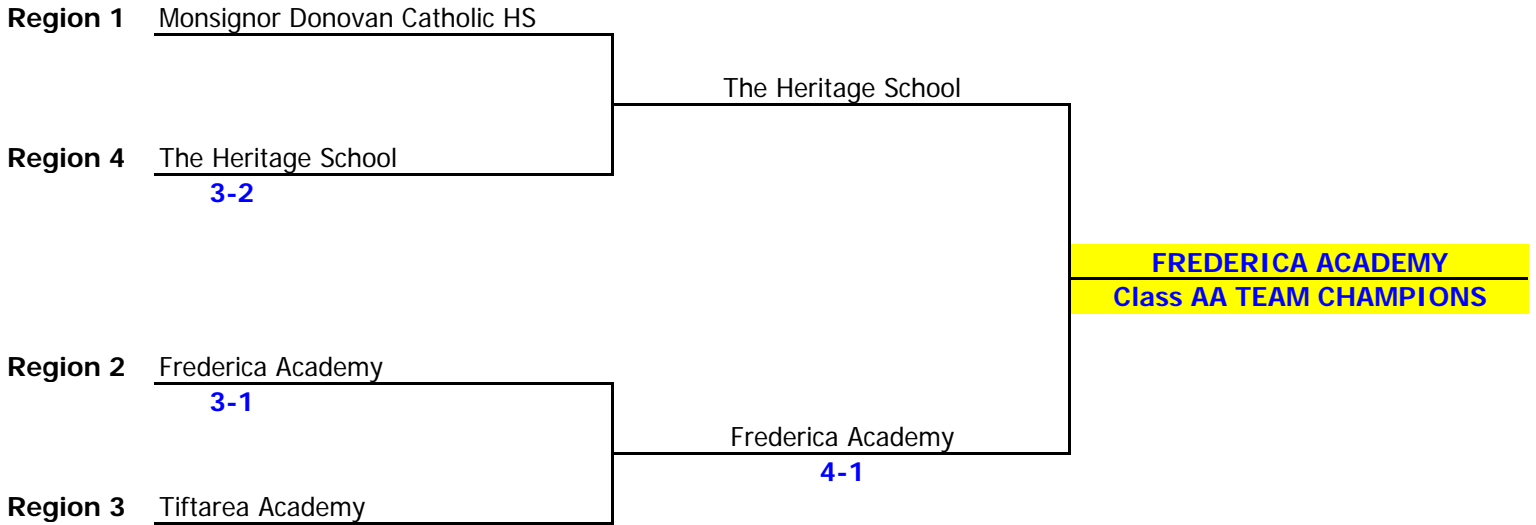 Region 1 Monsignor Donovan Catholic HS
The Heritage School
Region 4 The Heritage School
3-2
FREDERICA ACADEMY
Class AA TEAM CHAMPIONS
Region 2 Frederica Academy
3-1
Frederica Academy
4-1
Region 3 Tiftarea Academy